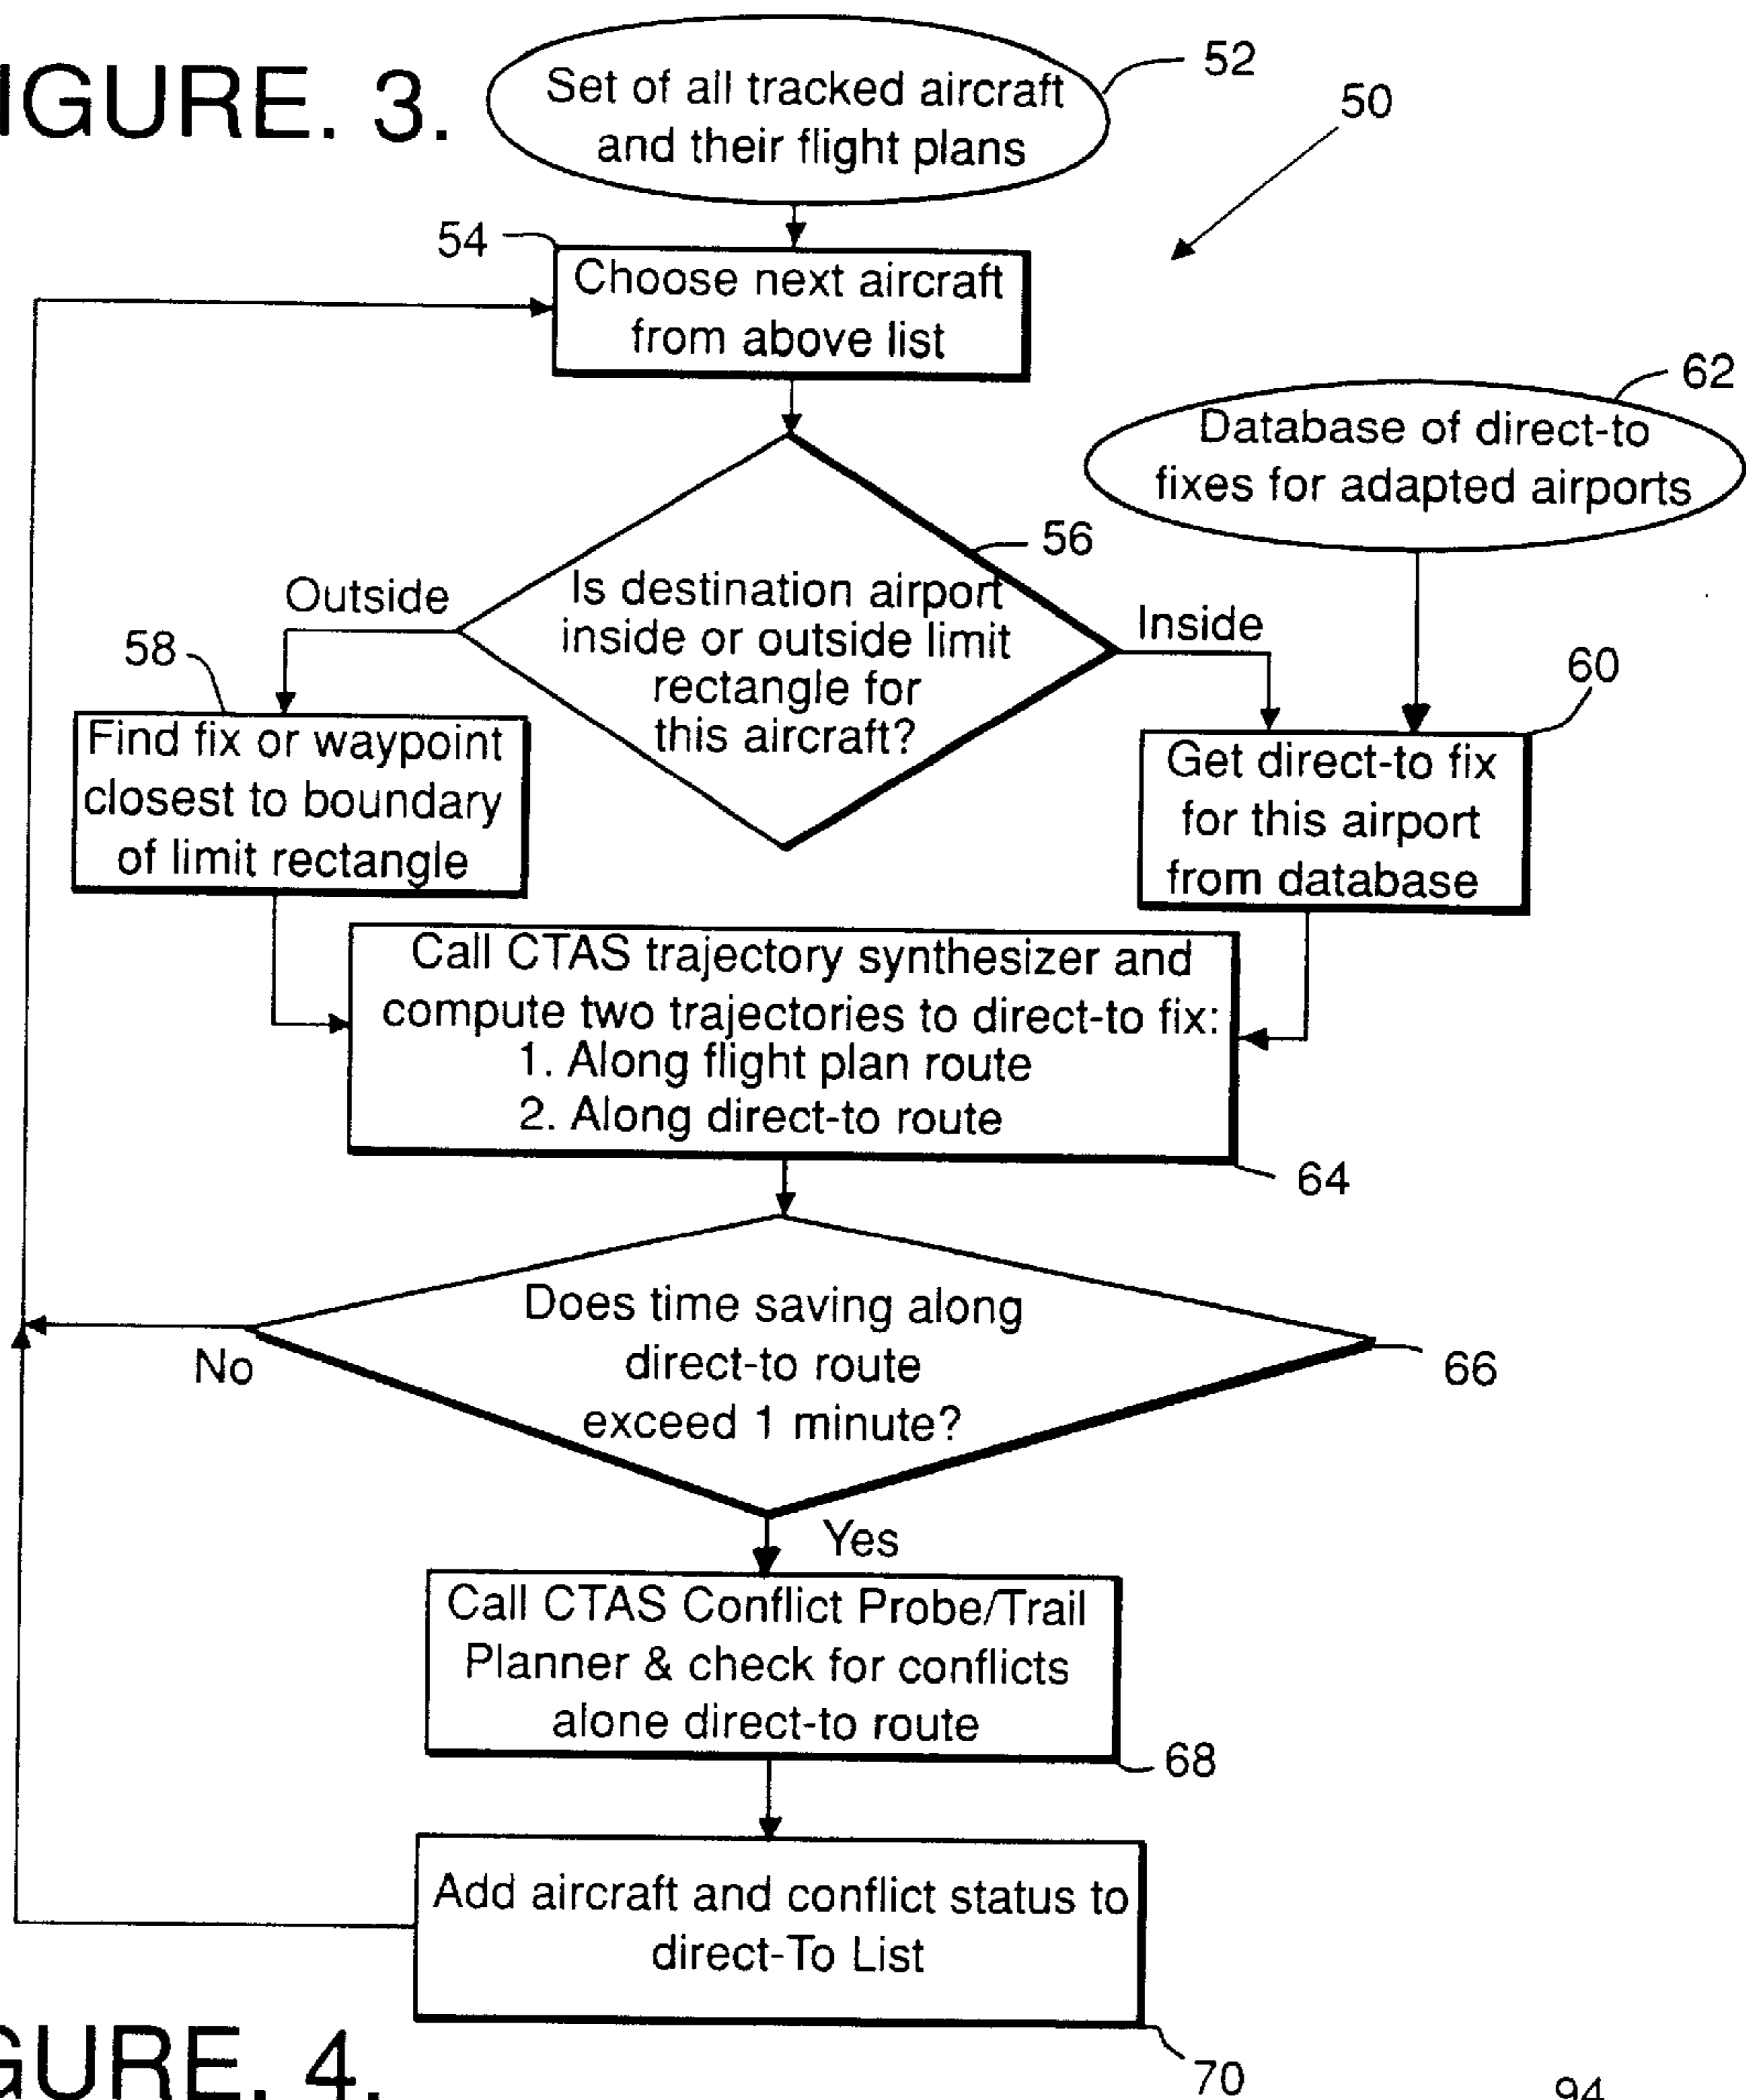 IGURE. 3.
52
Set of all tracked aircraft
and their flight plans
50
54
Choose next aircraft
from above list
62
Database of direct-to
fixes for adapted airports
56
Is destination airport
inside or outside limit
rectangle for
this aircraft?
Outside
Inside
58
Find fix or waypoint
closest to boundary
of limit rectangle
60
Get direct-to fix
for this airport
from database
Call CTAS trajectory synthesizer and
compute two trajectories to direct-to fix:
1. Along flight plan route
2. Along direct-to route
64
Does time saving along
direct-to route
exceed 1 minute?
No
66
Yes
Call CTAS Conflict Probe/Trail
Planner & check for conflicts
alone direct-to route
68
Add aircraft and conflict status to
direct-To List
70
GURE. 4.
94